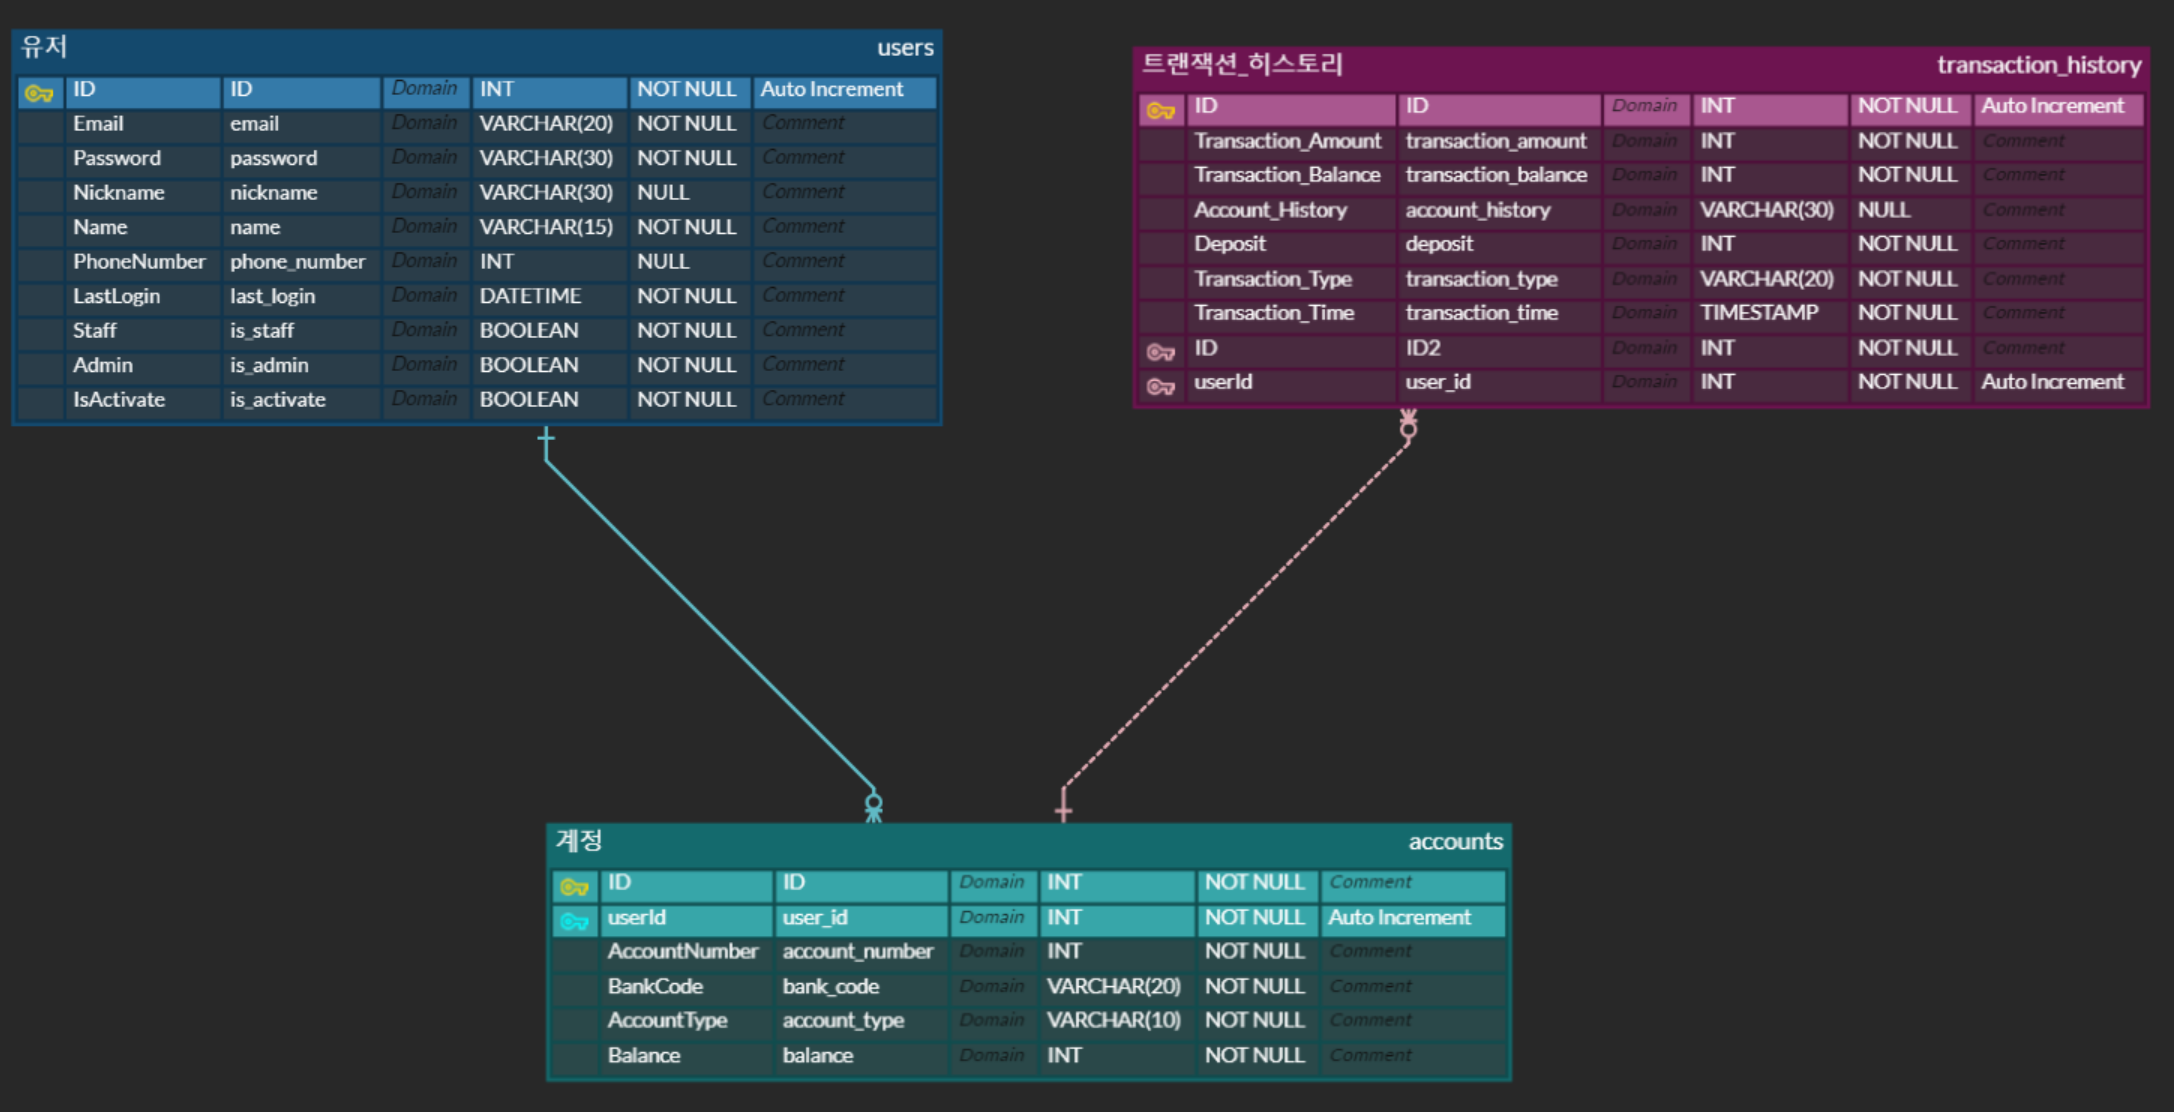 유저 users
ID ID Domain INT NOT NULL Auto Increment
Email email Domain VARCHAR(20) NOT NULL Comment
Password password Domain VARCHAR(30) NOT NULL Comment
Nickname nickname Domain VARCHAR(30) NULL Comment
Name name Domain VARCHAR(15) NOT NULL Comment
PhoneNumber phone_number Domain INT NULL Comment
LastLogin last_login Domain DATETIME NOT NULL Comment
Staff is_staff Domain BOOLEAN NOT NULL Comment
Admin is_admin Domain BOOLEAN NOT NULL Comment
IsActivate is_activate Domain BOOLEAN NOT NULL Comment
트랜잭션_히스토리 transaction_history
ID ID Domain INT NOT NULL Auto Increment
Transaction_Amount transaction_amount Domain INT NOT NULL Comment
Transaction_Balance transaction_balance Domain INT NOT NULL Comment
Account_History account_history Domain VARCHAR(30) NULL Comment
Deposit deposit Domain INT NOT NULL Comment
Transaction_Type transaction_type Domain VARCHAR(20) NOT NULL Comment
Transaction_Time transaction_time Domain TIMESTAMP NOT NULL Comment
ID ID2 Domain INT NOT NULL Comment
userId user_id Domain INT NOT NULL Auto Increment
계정 accounts
ID ID Domain INT NOT NULL Comment
userId user_id Domain INT NOT NULL Auto Increment
AccountNumber account_number Domain INT NOT NULL Comment
BankCode bank_code Domain VARCHAR(20) NOT NULL Comment
AccountType account_type Domain VARCHAR(10) NOT NULL Comment
Balance balance Domain INT NOT NULL Comment